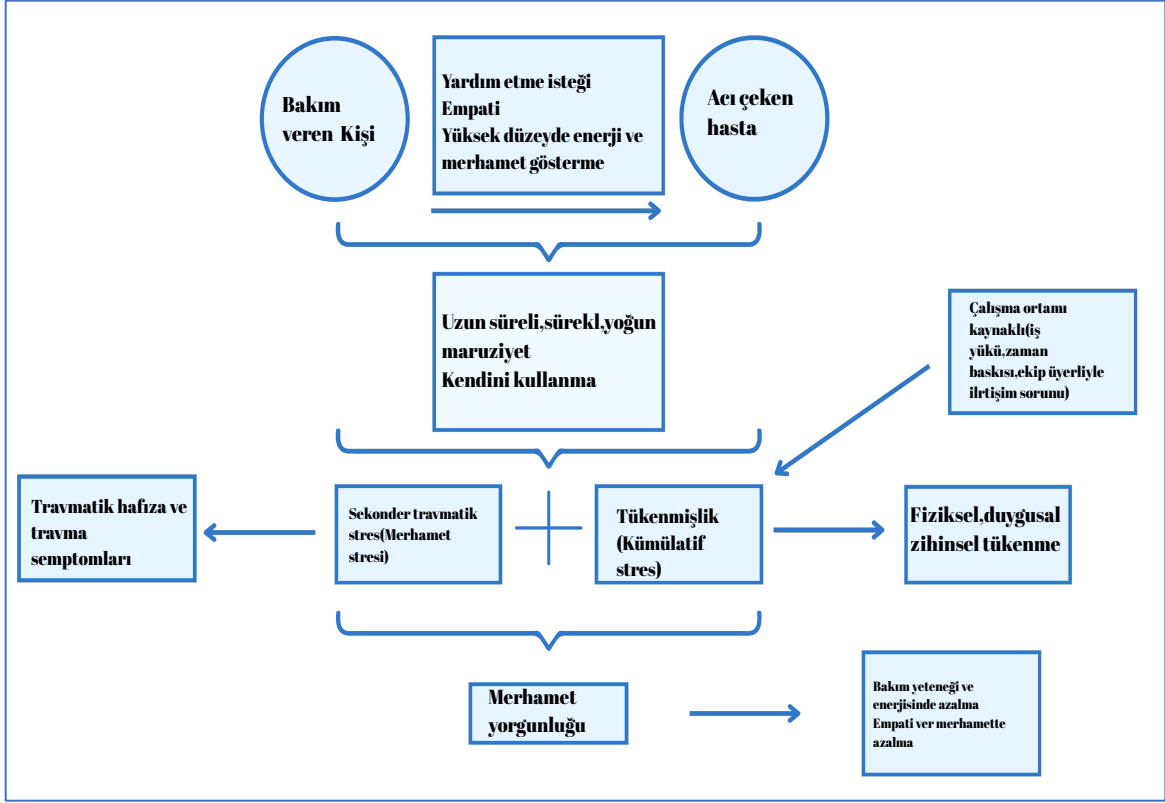 Bakım
veren Kişi
Yardım etme isteği
Empati
Yüksek düzeyde enerji ve
merhamet gösterme
Acı çeken
hasta
Uzun süreli,sürekl,yoğun
maruziyet
Kendini kullanma
Çalışma ortamı
kaynaklı(iş
yükü,zaman
baskısı,ekip üyerliyle
ilrtişim sorunu)
Travmatik hafıza ve
travma
semptomları
Sekonder travmatik
stres(Merhamet
stresi)
Tükenmişlik
(Kümülatif
stres)
Fiziksel,duygusal
zihinsel tükenme
Merhamet
yorgunluğu
Bakım yeteneği ve
enerjisinde azalma
Empati ver merhamette
azalma